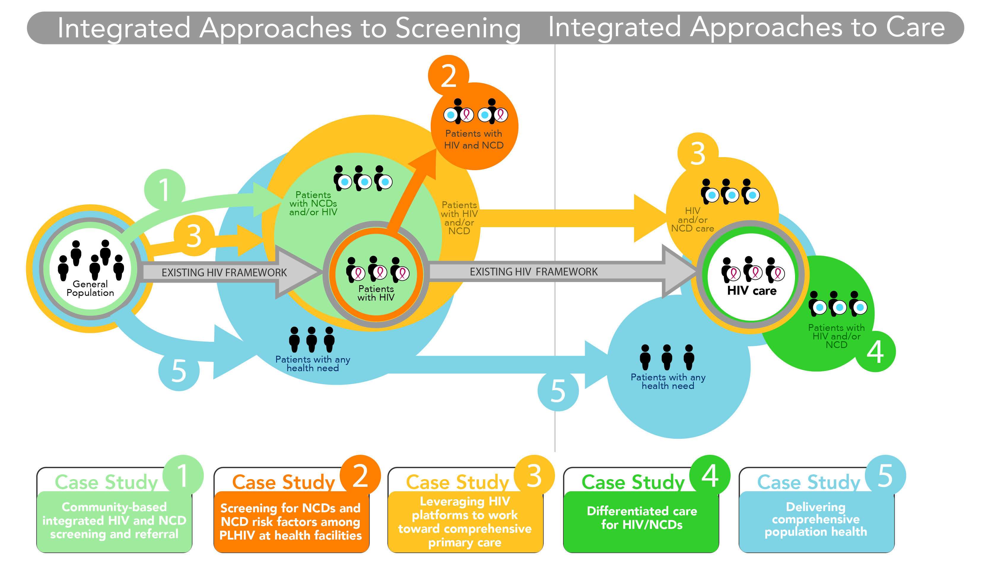 Integrated Approaches to Screening
Integrated Approaches to Care
2
Patients with
HIV and NCD
3
1
Patients
with NCDs
and/or HIV
Patients
with HIV
and/or
NCD
HIV
and/or
NCD care
3
EXISTING HIV FRAMEWORK
EXISTING HIV FRAMEWORK
General
Population
Patients
with HIV
HIV care
Patients with
HIV and/or
NCD
4
5
Patients with any
health need
5
Patients with any
health need
Case Study 1
Community-based
integrated HIV and NCD
screening and referral
Case Study 2
Screening for NCDs and
NCD risk factors among
PLHIV at health facilities
Case Study 3
Leveraging HIV
platforms to work
toward comprehensive
primary care
Case Study 4
Differentiated care
for HIV/NCDs
Case Study 5
Delivering
comprehensive
population health